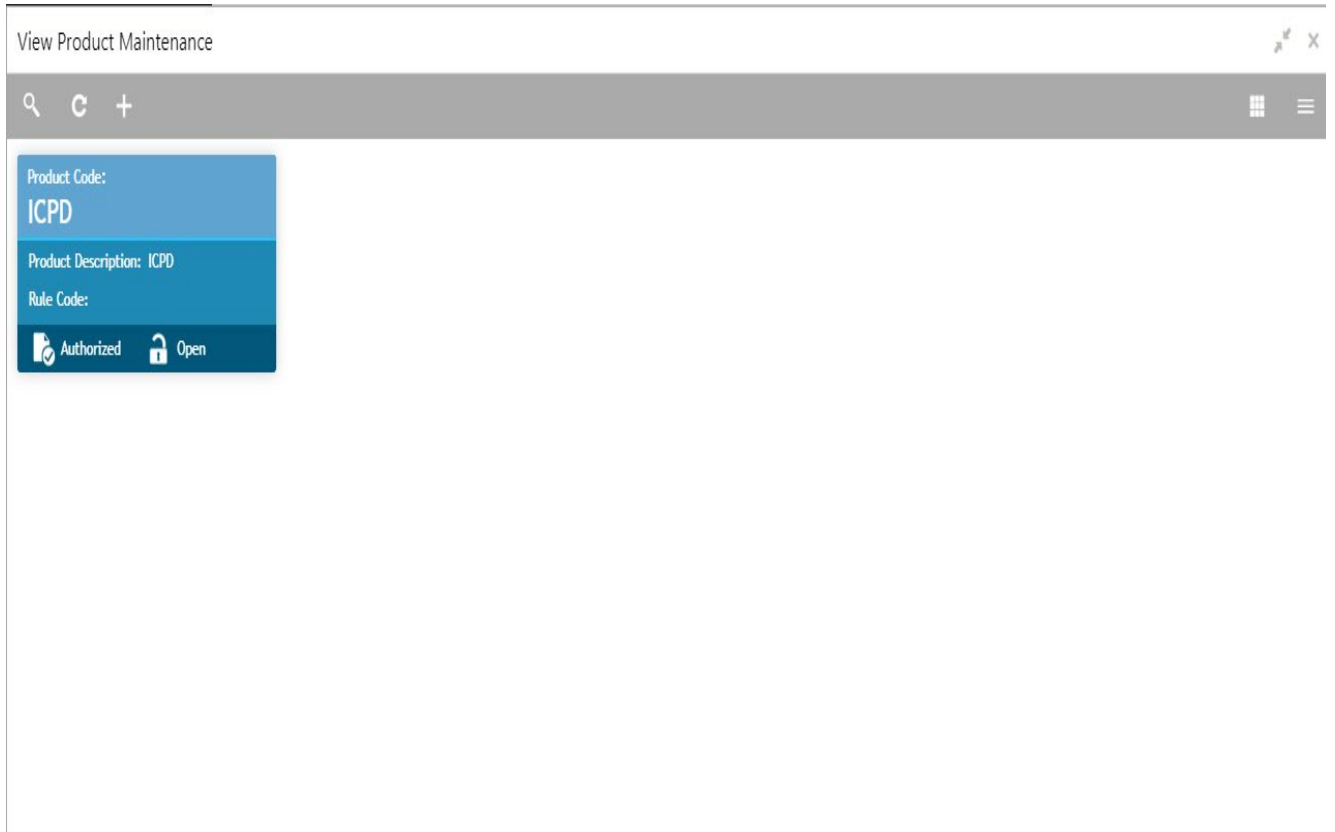 View Product Maintenance
Product Code:
ICPD
Product Description: ICPD
Rule Code:
Authorized Open